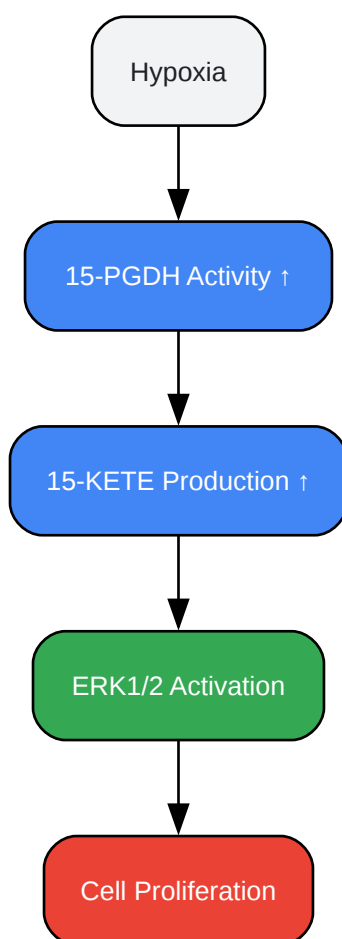 Hypoxia
15-PGDH Activity ↑
15-KETE Production ↑
ERK1/2 Activation
Cell Proliferation